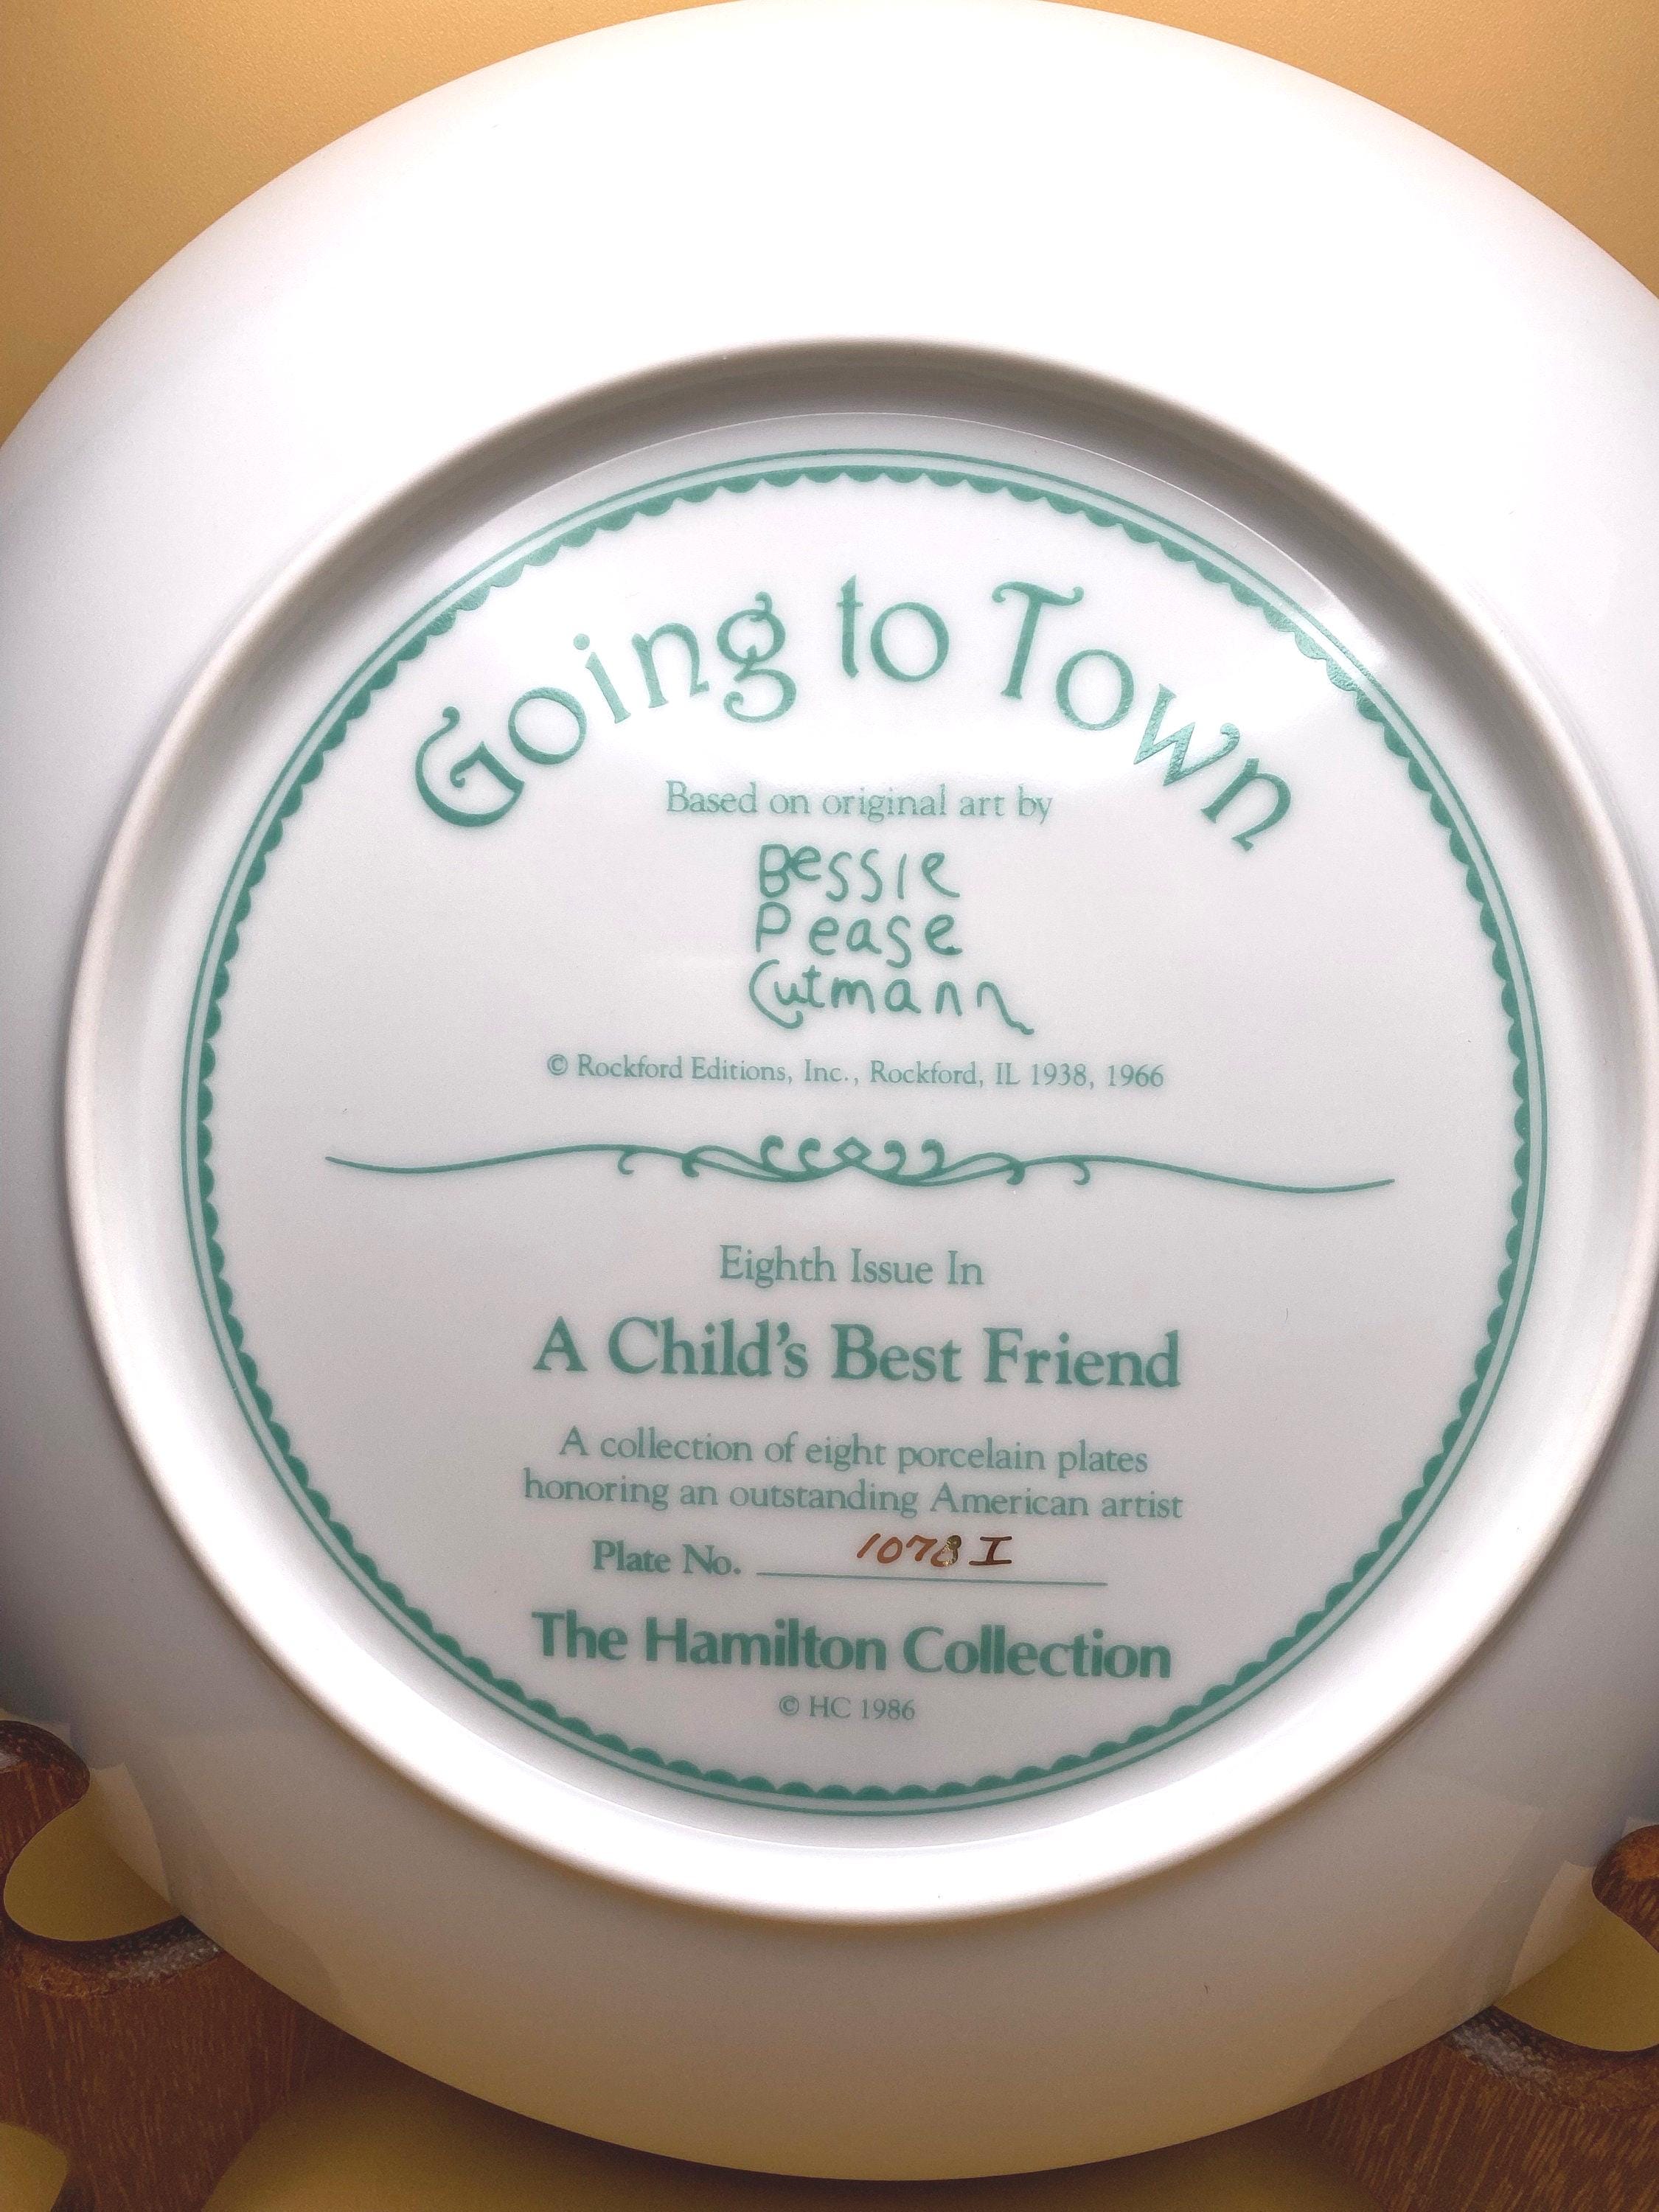 Going to Town
Based on original art by
Bessie
Pease
Gutmann
© Rockford Editions, Inc., Rockford, IL 1938, 1966
Eighth Issue In
A Child's Best Friend
A collection of eight porcelain plates
honoring an outstanding American artist
Plate No. 1078 I
The Hamilton Collection
© HC 1986